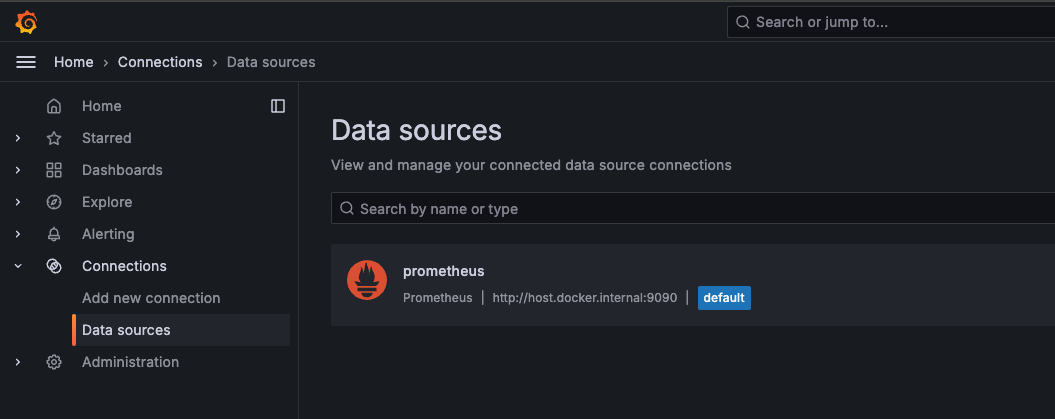 Search or jump to...
Home › Connections › Data sources
Home
Starred
Dashboards
Explore
Alerting
Connections
Add new connection
Data sources
Administration
Data sources
View and manage your connected data source connections
Search by name or type
prometheus
Prometheus | http://host.docker.internal:9090 | default